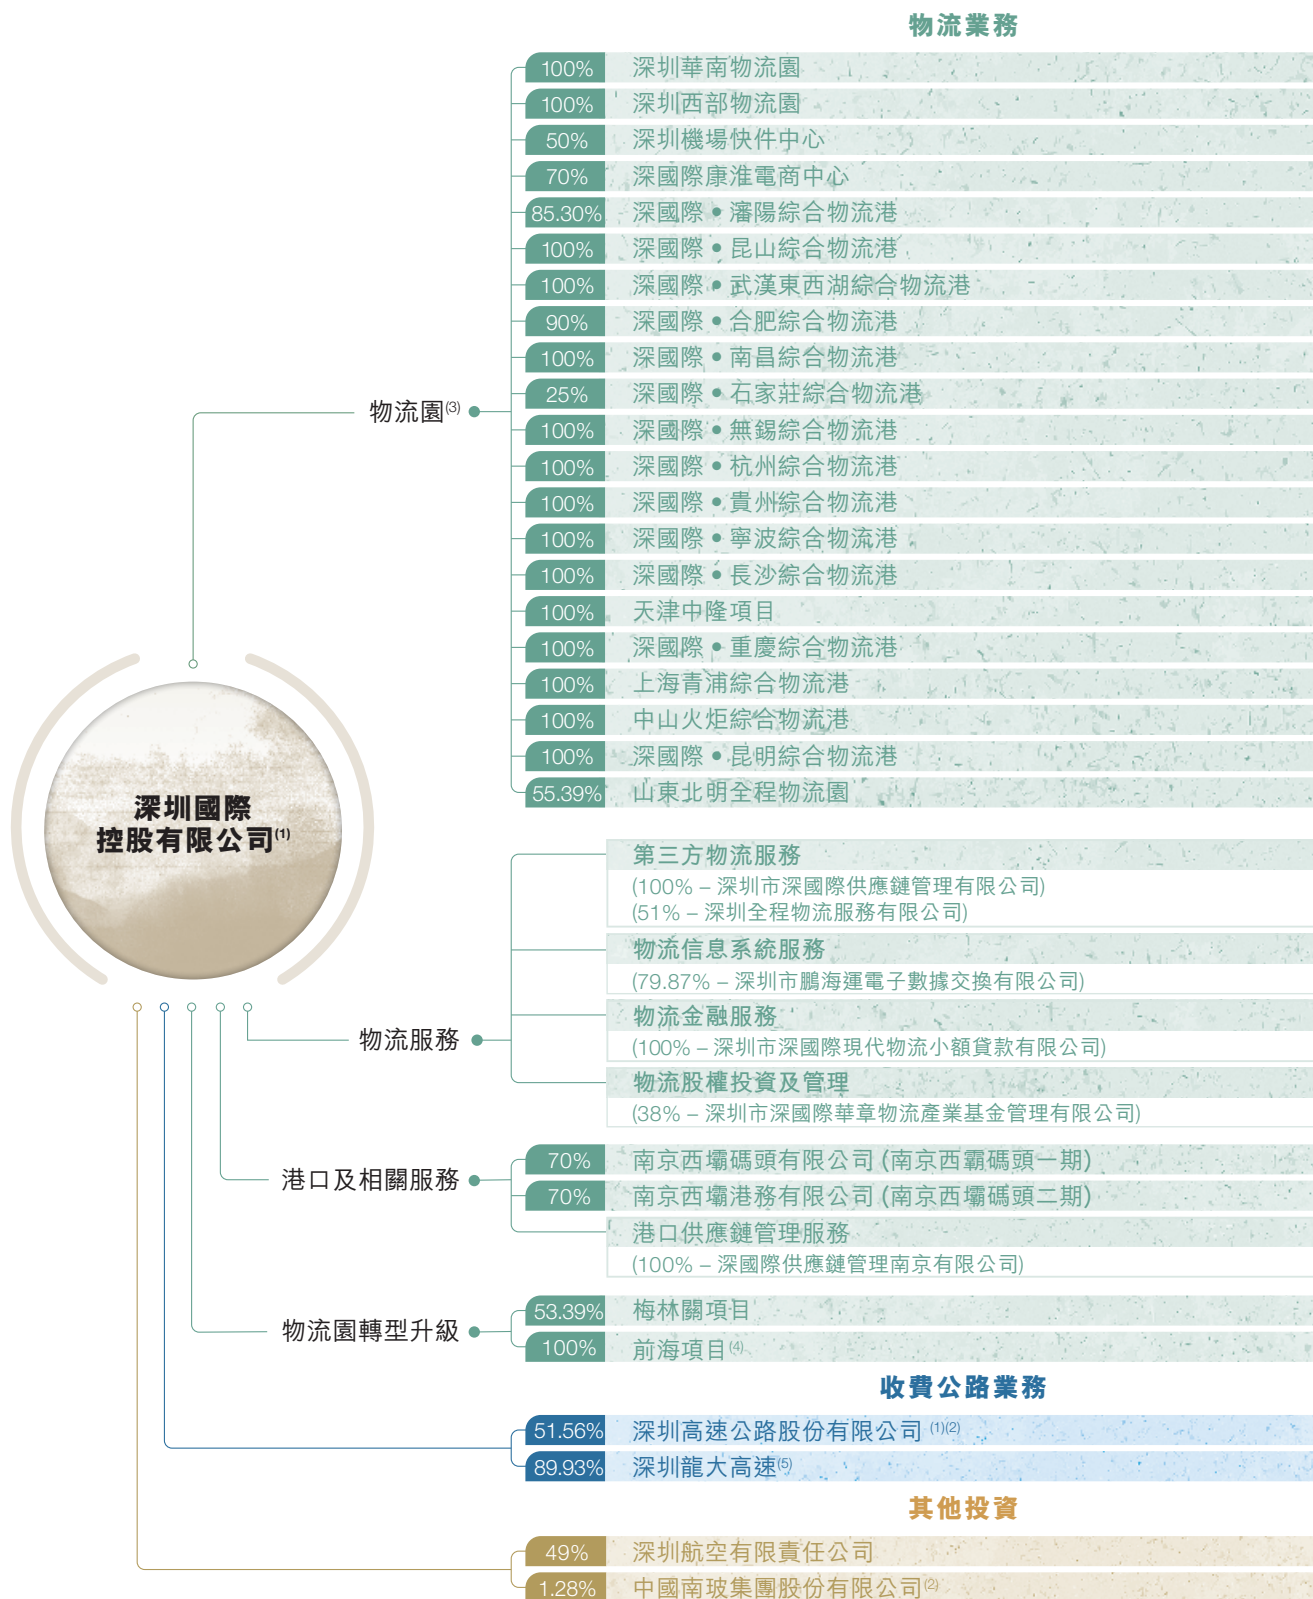 物流業務
100% 深圳華南物流園
100% 深圳西部物流園
50% 深圳機場快件中心
70% 深國際康淮電商中心
85.30% 深國際•瀋陽綜合物流港
100% 深國際•昆山綜合物流港
100% 深國際•武漢東西湖綜合物流港
90% 深國際•合肥綜合物流港
100% 深國際•南昌綜合物流港
25% 深國際•石家莊綜合物流港
物流園(3)
100% 深國際•無錫綜合物流港
100% 深國際•杭州綜合物流港
100% 深國際•貴州綜合物流港
100% 深國際•寧波綜合物流港
100% 深國際•長沙綜合物流港
100% 天津中隆項目
100% 深國際•重慶綜合物流港
100% 上海青浦綜合物流港
100% 中山火炬綜合物流港
100% 深國際•昆明綜合物流港
55.39% 山東北明全程物流園
深圳國際
控股有限公司(1)
第三方物流服務
(100% – 深圳市深國際供應鏈管理有限公司)
(51% – 深圳全程物流服務有限公司)
物流信息系統服務
(79.87% – 深圳市鵬海運電子數據交換有限公司)
物流金融服務
物流服務
(100% – 深圳市深國際現代物流小額貸款有限公司)
物流股權投資及管理
(38% – 深圳市深國際華章物流產業基金管理有限公司)
70% 南京西壩碼頭有限公司 (南京西霸碼頭一期)
港口及相關服務
70% 南京西壩港務有限公司 (南京西壩碼頭二期)
港口供應鏈管理服務
(100% – 深國際供應鏈管理南京有限公司)
53.39% 梅林關項目
物流園轉型升級
100% 前海項目(4)
收費公路業務
51.56% 深圳高速公路股份有限公司 (1)(2)
89.93% 深圳龍大高速(5)
其他投資
49% 深圳航空有限責任公司
1.28% 中國南玻集團股份有限公司(2)